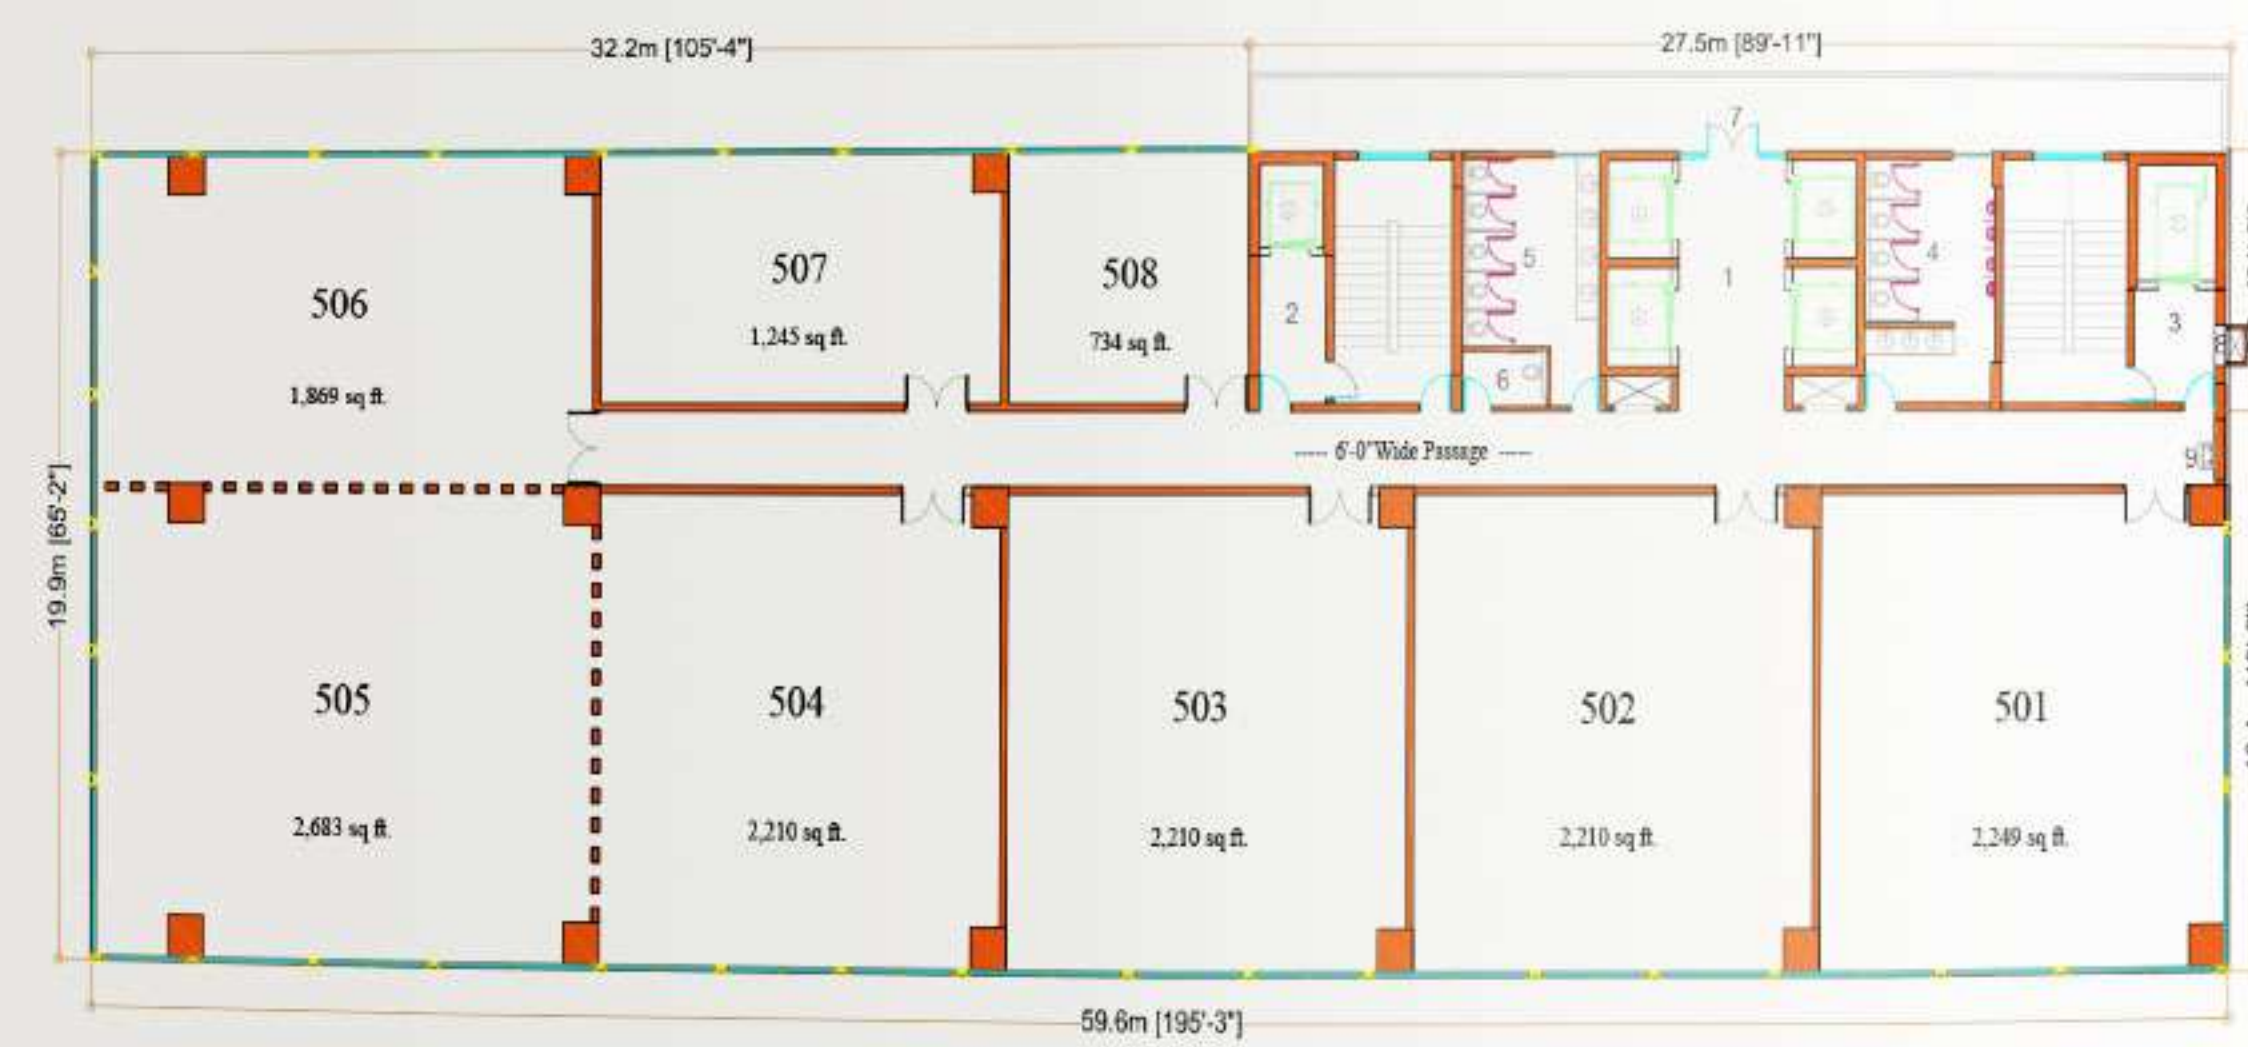 32.2m [105'-4"]
27.5m [89'-11"]
7
507
508
506
5
4
1
2
3
1,245 sq ft.
734 sq ft.
1,869 sq ft.
6
----- 6'-0"Wide Passage -----
9
19.9m [65'-2"]
505
504
503
502
501
2,683 sq ft.
2,210 sq ft.
2,210 sq ft.
2,210 sq ft.
2,249 sq ft.
59.6m [195'-3"]